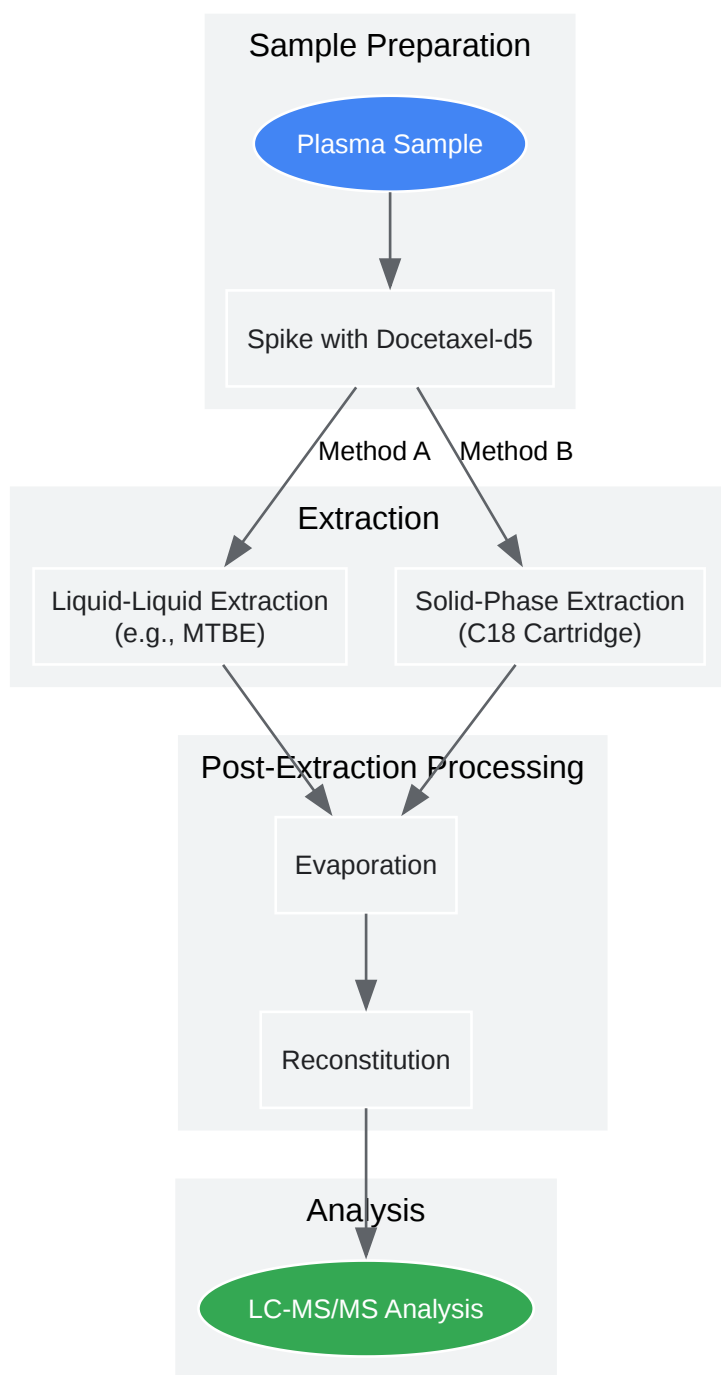 Sample Preparation
Plasma Sample
Spike with Docetaxel-d5
Method A
Method B
Extraction
Liquid-Liquid Extraction
(e.g., MTBE)
Solid-Phase Extraction
(C18 Cartridge)
Post-Extraction Processing
Evaporation
Reconstitution
Analysis
LC-MS/MS Analysis